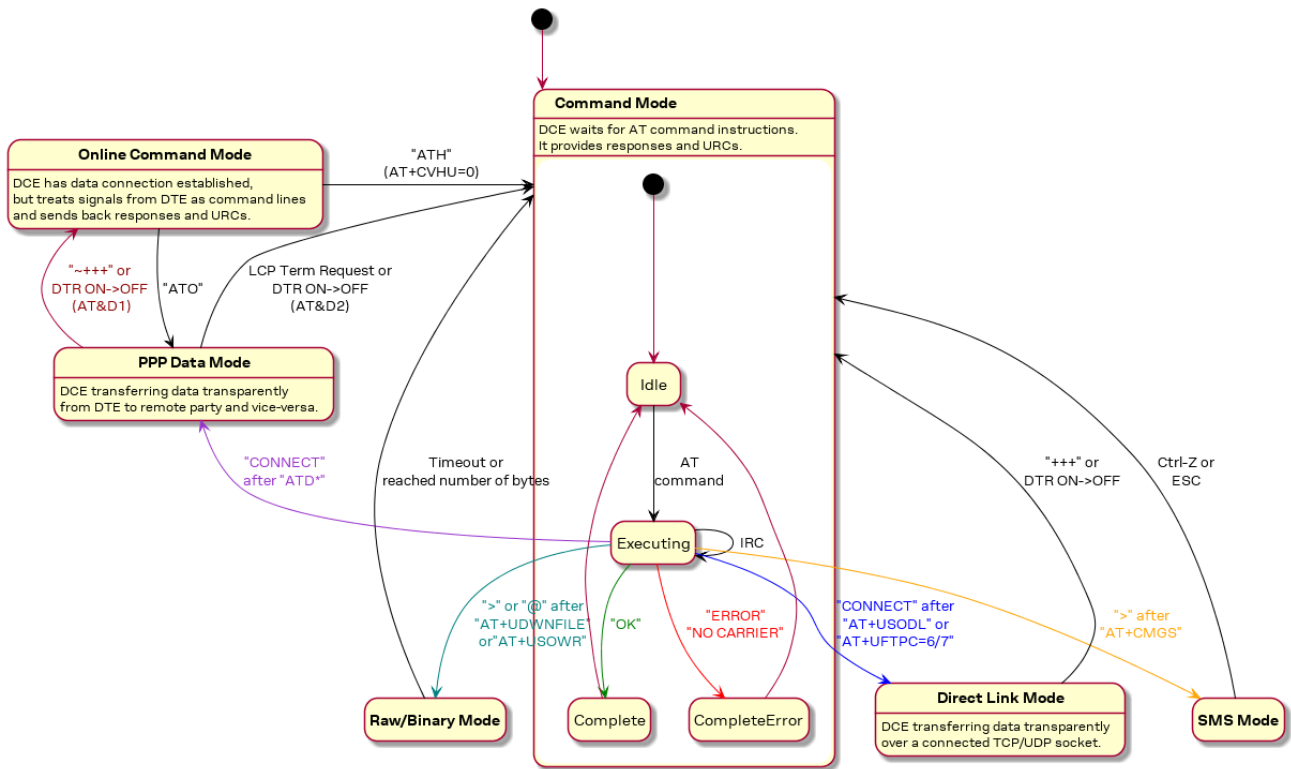 Command Mode
DCE waits for AT command instructions.
It provides responses and URCs.
Online Command Mode
DCE has data connection established,
but treats signals from DTE as command lines
and sends back responses and URCs.
"ATH"
(AT+CVHU=0)
"~+++" or
DTR ON->OFF
(AT&D1)
"ATO"
LCP Term Request or
DTR ON->OFF
(AT&D2)
PPP Data Mode
DCE transferring data transparently
from DTE to remote party and vice-versa.
Idle
"CONNECT"
after "ATD*"
Timeout or
reached number of bytes
AT
command
"+++" or
DTR ON->OFF
Ctrl-Z or
ESC
Executing
IRC
">" or "@" after
"AT+UDWNFILE"
or"AT+USOWR"
"OK"
"ERROR"
"NO CARRIER"
"CONNECT" after
"AT+USODL" or
"AT+UFTPC=6/7"
">" after
"AT+CMGS"
Raw/Binary Mode
Complete
CompleteError
Direct Link Mode
DCE transferring data transparently
over a connected TCP/UDP socket.
SMS Mode